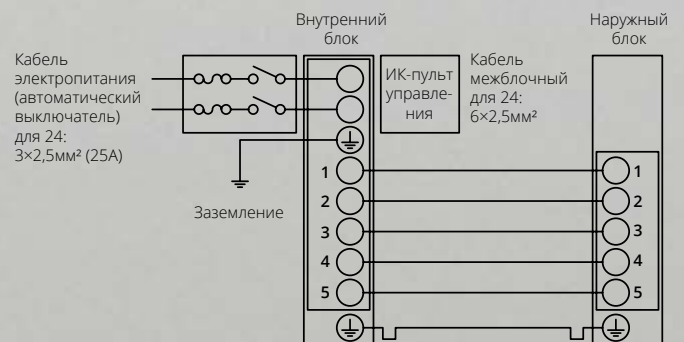 Внутренний
блок
Наружный
блок
Кабель
электропитания
(автоматический
выключатель)
для 24:
3×2,5мм² (25А)
ИК-пульт
управле-
ния
Кабель
межблочный
для 24:
6×2,5мм²
Заземление
1
2
3
4
5
1
2
3
4
5